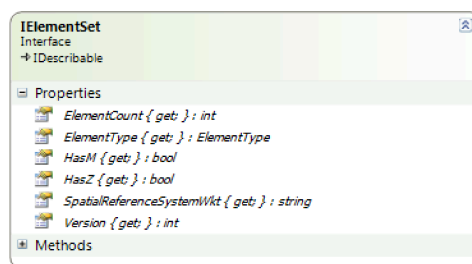 IElementSet
Interface
IDescribable
Properties
ElementCount { get; } : int
ElementType { get; } : ElementType
HasM { get; } : bool
HasZ { get; } : bool
SpatialReferenceSystemWkt { get; } : string
Version { get; } : int
Methods